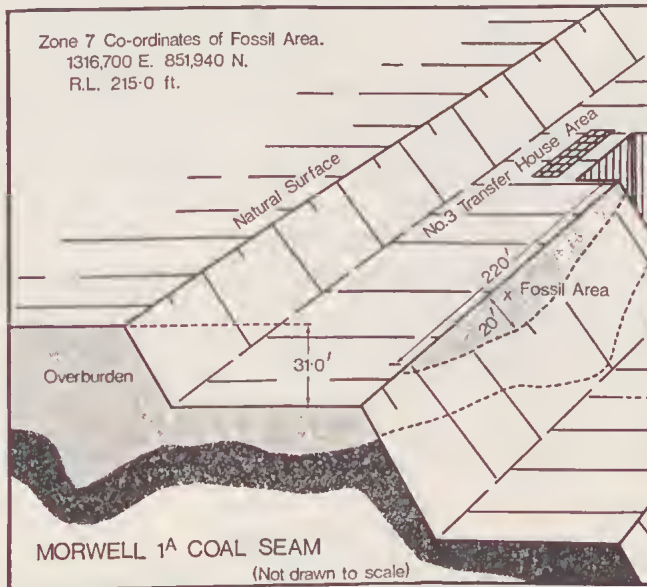 Zone 7 Co-ordinates of Fossil Area.
1316,700 E. 851,940 N.
R.L. 215·0 ft.
Natural Surface
No.3 Transfer House Area
220'
x Fossil Area
20'
31·0'
Overburden
MORWELL 1A COAL SEAM
(Not drawn to scale)